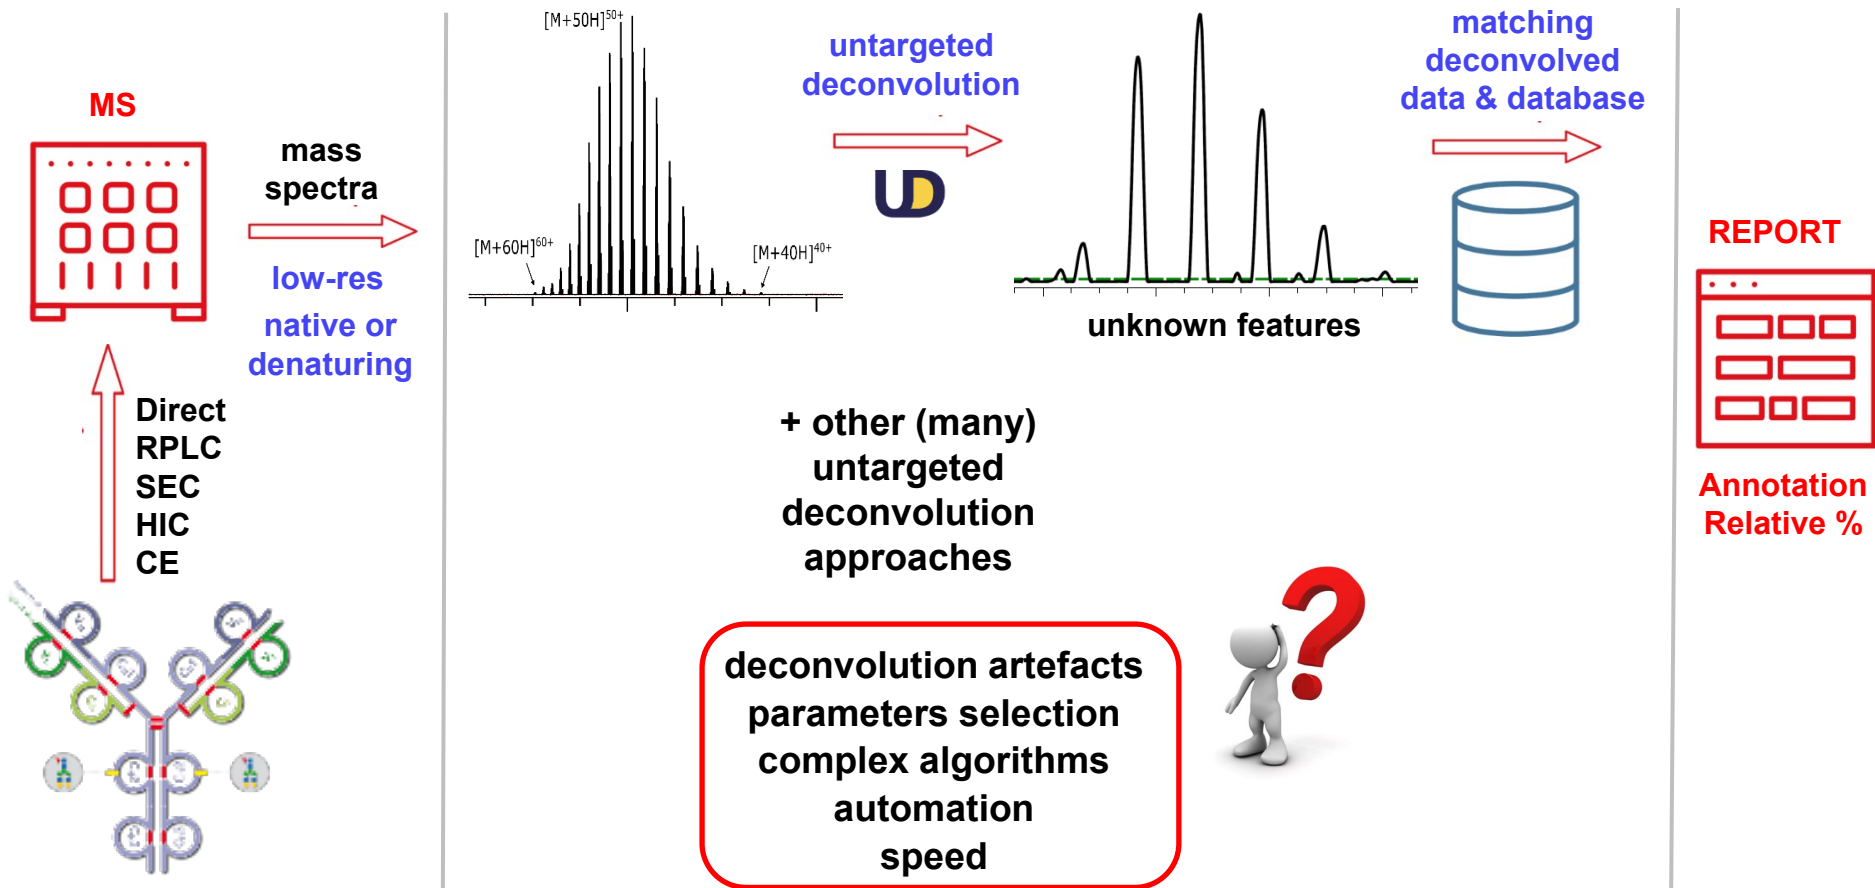 MS
mass
spectra
low-res
native or
denaturing
Direct
RPLC
SEC
HIC
CE
[M+50H]50+
[M+60H]60+
[M+40H]40+
untargeted
deconvolution
UD
unknown features
matching
deconvolved
data & database
+ other (many)
untargeted
deconvolution
approaches
deconvolution artefacts
parameters selection
complex algorithms
automation
speed
?
REPORT
Annotation
Relative %